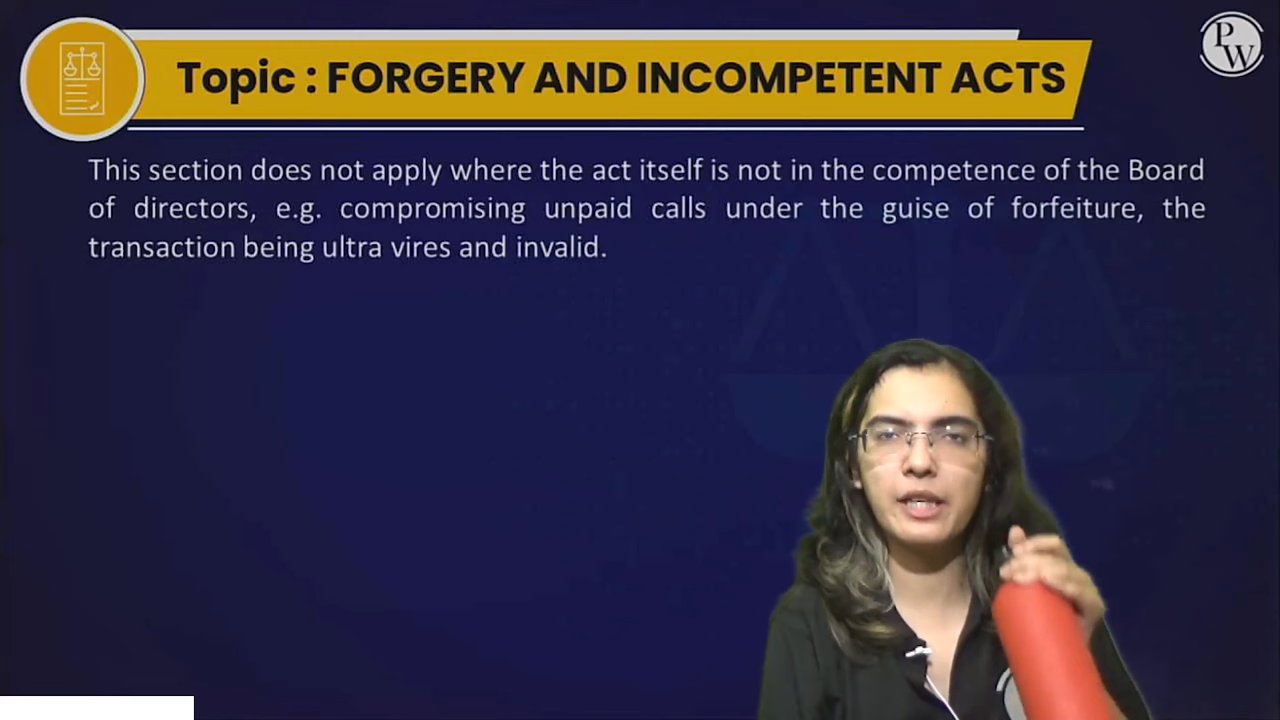 Topic : FORGERY AND INCOMPETENT ACTS
PW
This section does not apply where the act itself is not in the competence of the Board
of directors, e.g. compromising unpaid calls under the guise of forfeiture, the
transaction being ultra vires and invalid.